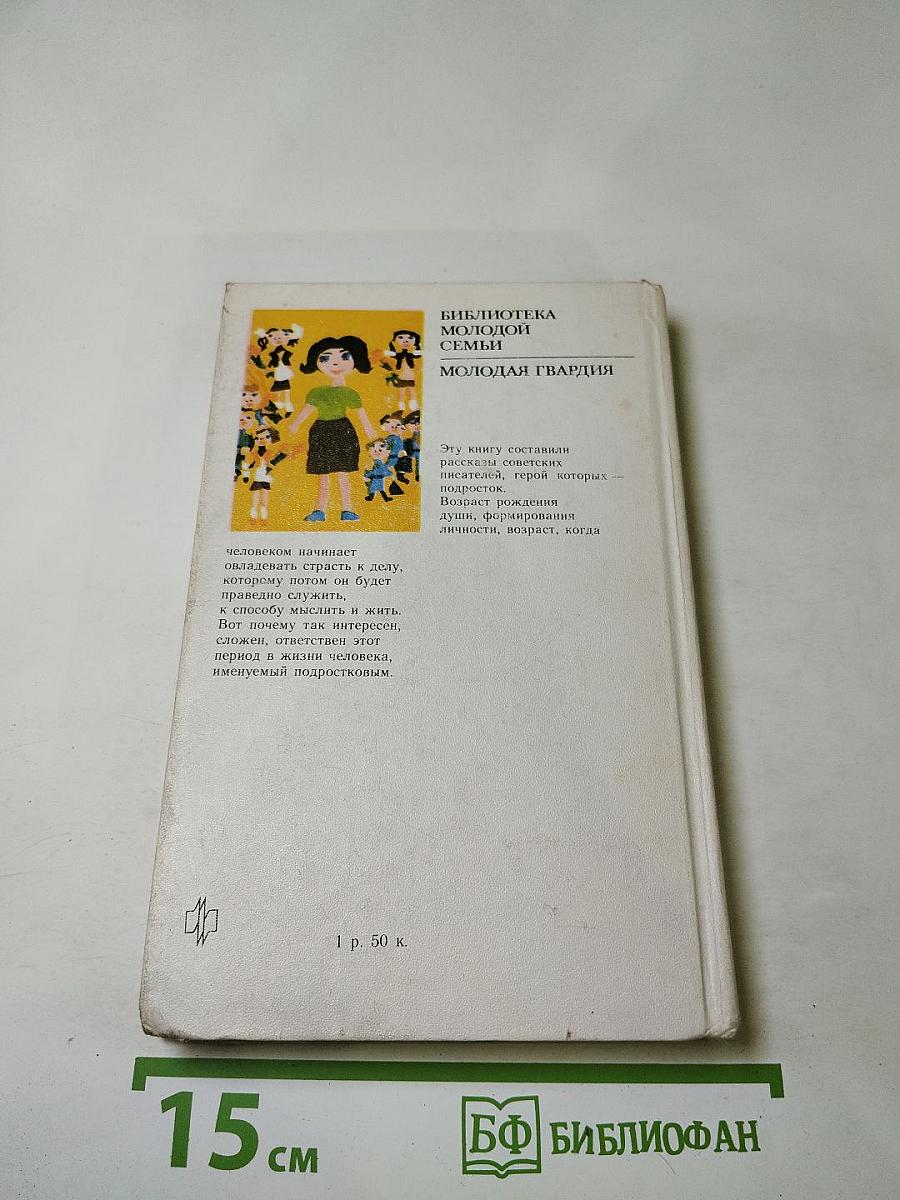 БИБЛИОТЕКА
МОЛОДОЙ
СЕМЬИ
МОЛОДАЯ ГВАРДИЯ
Эту книгу составили
рассказы советских
писателей, герой которых —
подросток.
Возраст рождения
души, формирования
личности, возраст, когда
человеком начинает
овладевать страсть к делу,
которому потом он будет
праведно служить,
к способу мыслить и жить.
Вот почему так интересен,
сложен, ответствен этот
период в жизни человека,
именуемый подростковым.
1 р. 50 к.
15 см
БФ БИБЛИОФАН